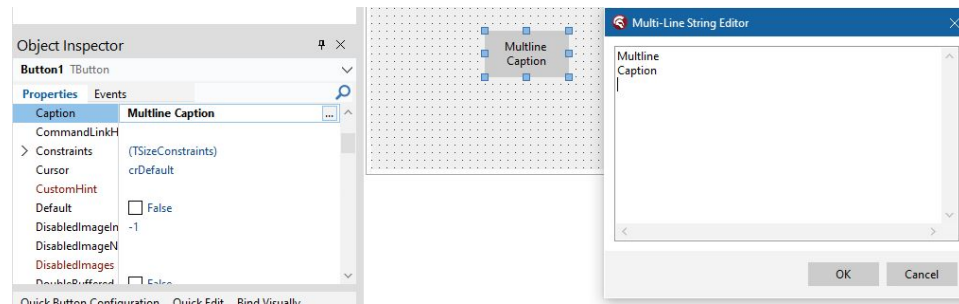 Object Inspector
Button1 TButton
Properties Events
Caption Multline Caption ...
CommandLinkH
Constraints (TSizeConstraints)
Cursor crDefault
CustomHint
Default False
DisabledImageIn -1
DisabledImageN
DisabledImages
DoubleBuffered False
Quick Button Configuration Quick Edit Bind Visually
Multline
Caption
Multi-Line String Editor
Multline
Caption
OK Cancel